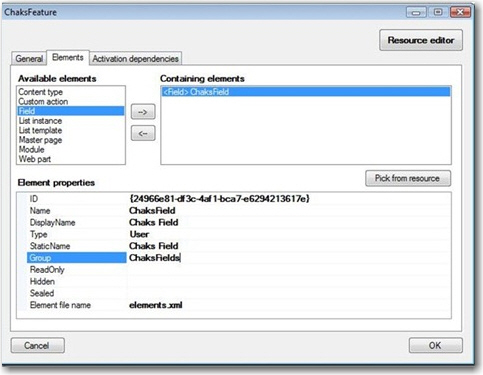 ChaksFeature
Resource editor
General Elements Activation dependencies
Available elements
Content type
Custom action
Field
List instance
List template
Master page
Module
Web part
-->
<--
Containing elements
<Field> ChaksField
Pick from resource
Element properties
ID {24966e81-df3c-4af1-bca7-e6294213617e}
Name ChaksField
DisplayName Chaks Field
Type User
StaticName Chaks Field
Group ChaksFields
ReadOnly
Hidden
Sealed
Element file name elements.xml
Cancel OK